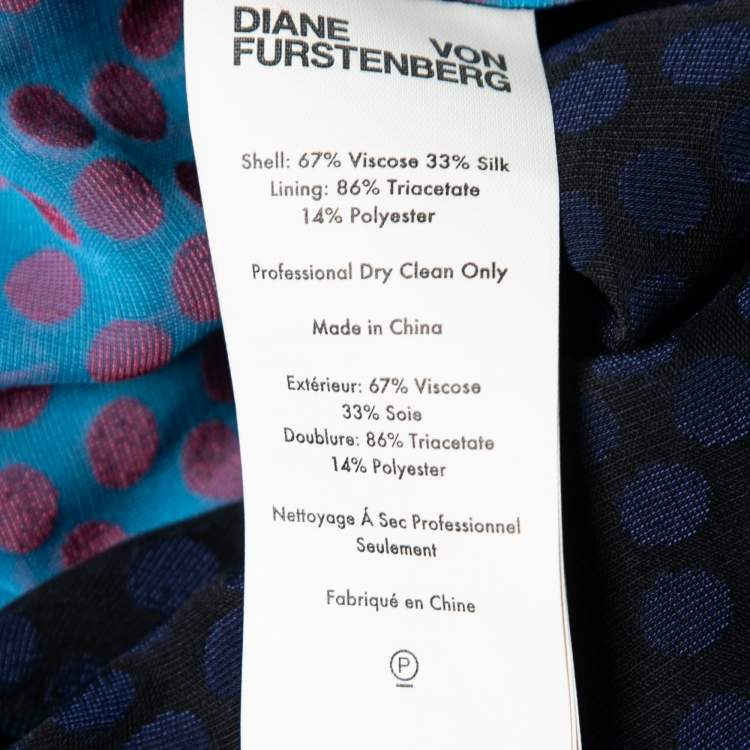 DIANE VON
FURSTENBERG
Shell: 67% Viscose 33% Silk
Lining: 86% Triacetate
14% Polyester
Professional Dry Clean Only
Made in China
Extérieur: 67% Viscose
33% Soie
Doublure: 86% Triacetate
14% Polyester
Nettoyage Á Sec Professionnel
Seulement
Fabriqué en Chine
P